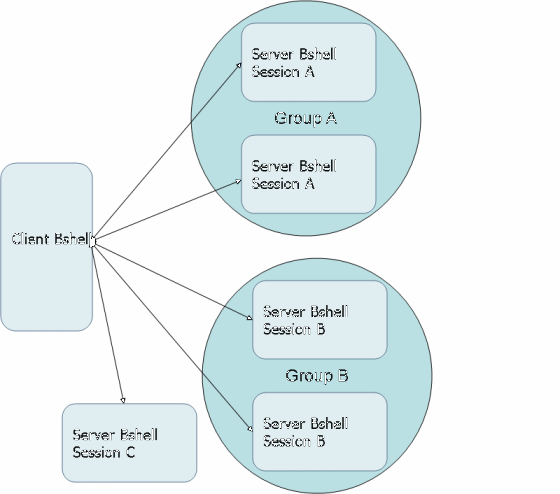 Server Bshell
Session A
Group A
Server Bshell
Session A
Client Bshell
Server Bshell
Session B
Group B
Server Bshell
Session B
Server Bshell
Session C